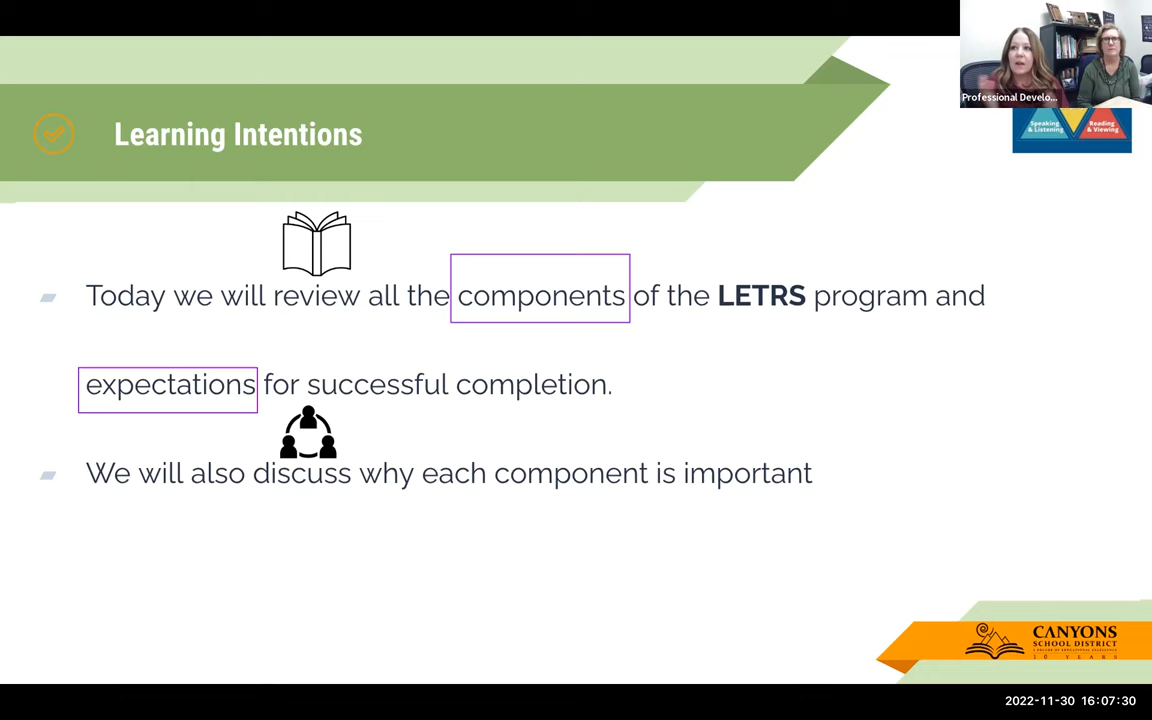 Professional Develo...
Speaking
& Listening
Reading
& Viewing
Learning Intentions
Today we will review all the components of the LETRS program and
expectations for successful completion.
We will also discuss why each component is important
CANYONS
SCHOOL DISTRICT
10 YEARS
2022-11-30 16:07:30